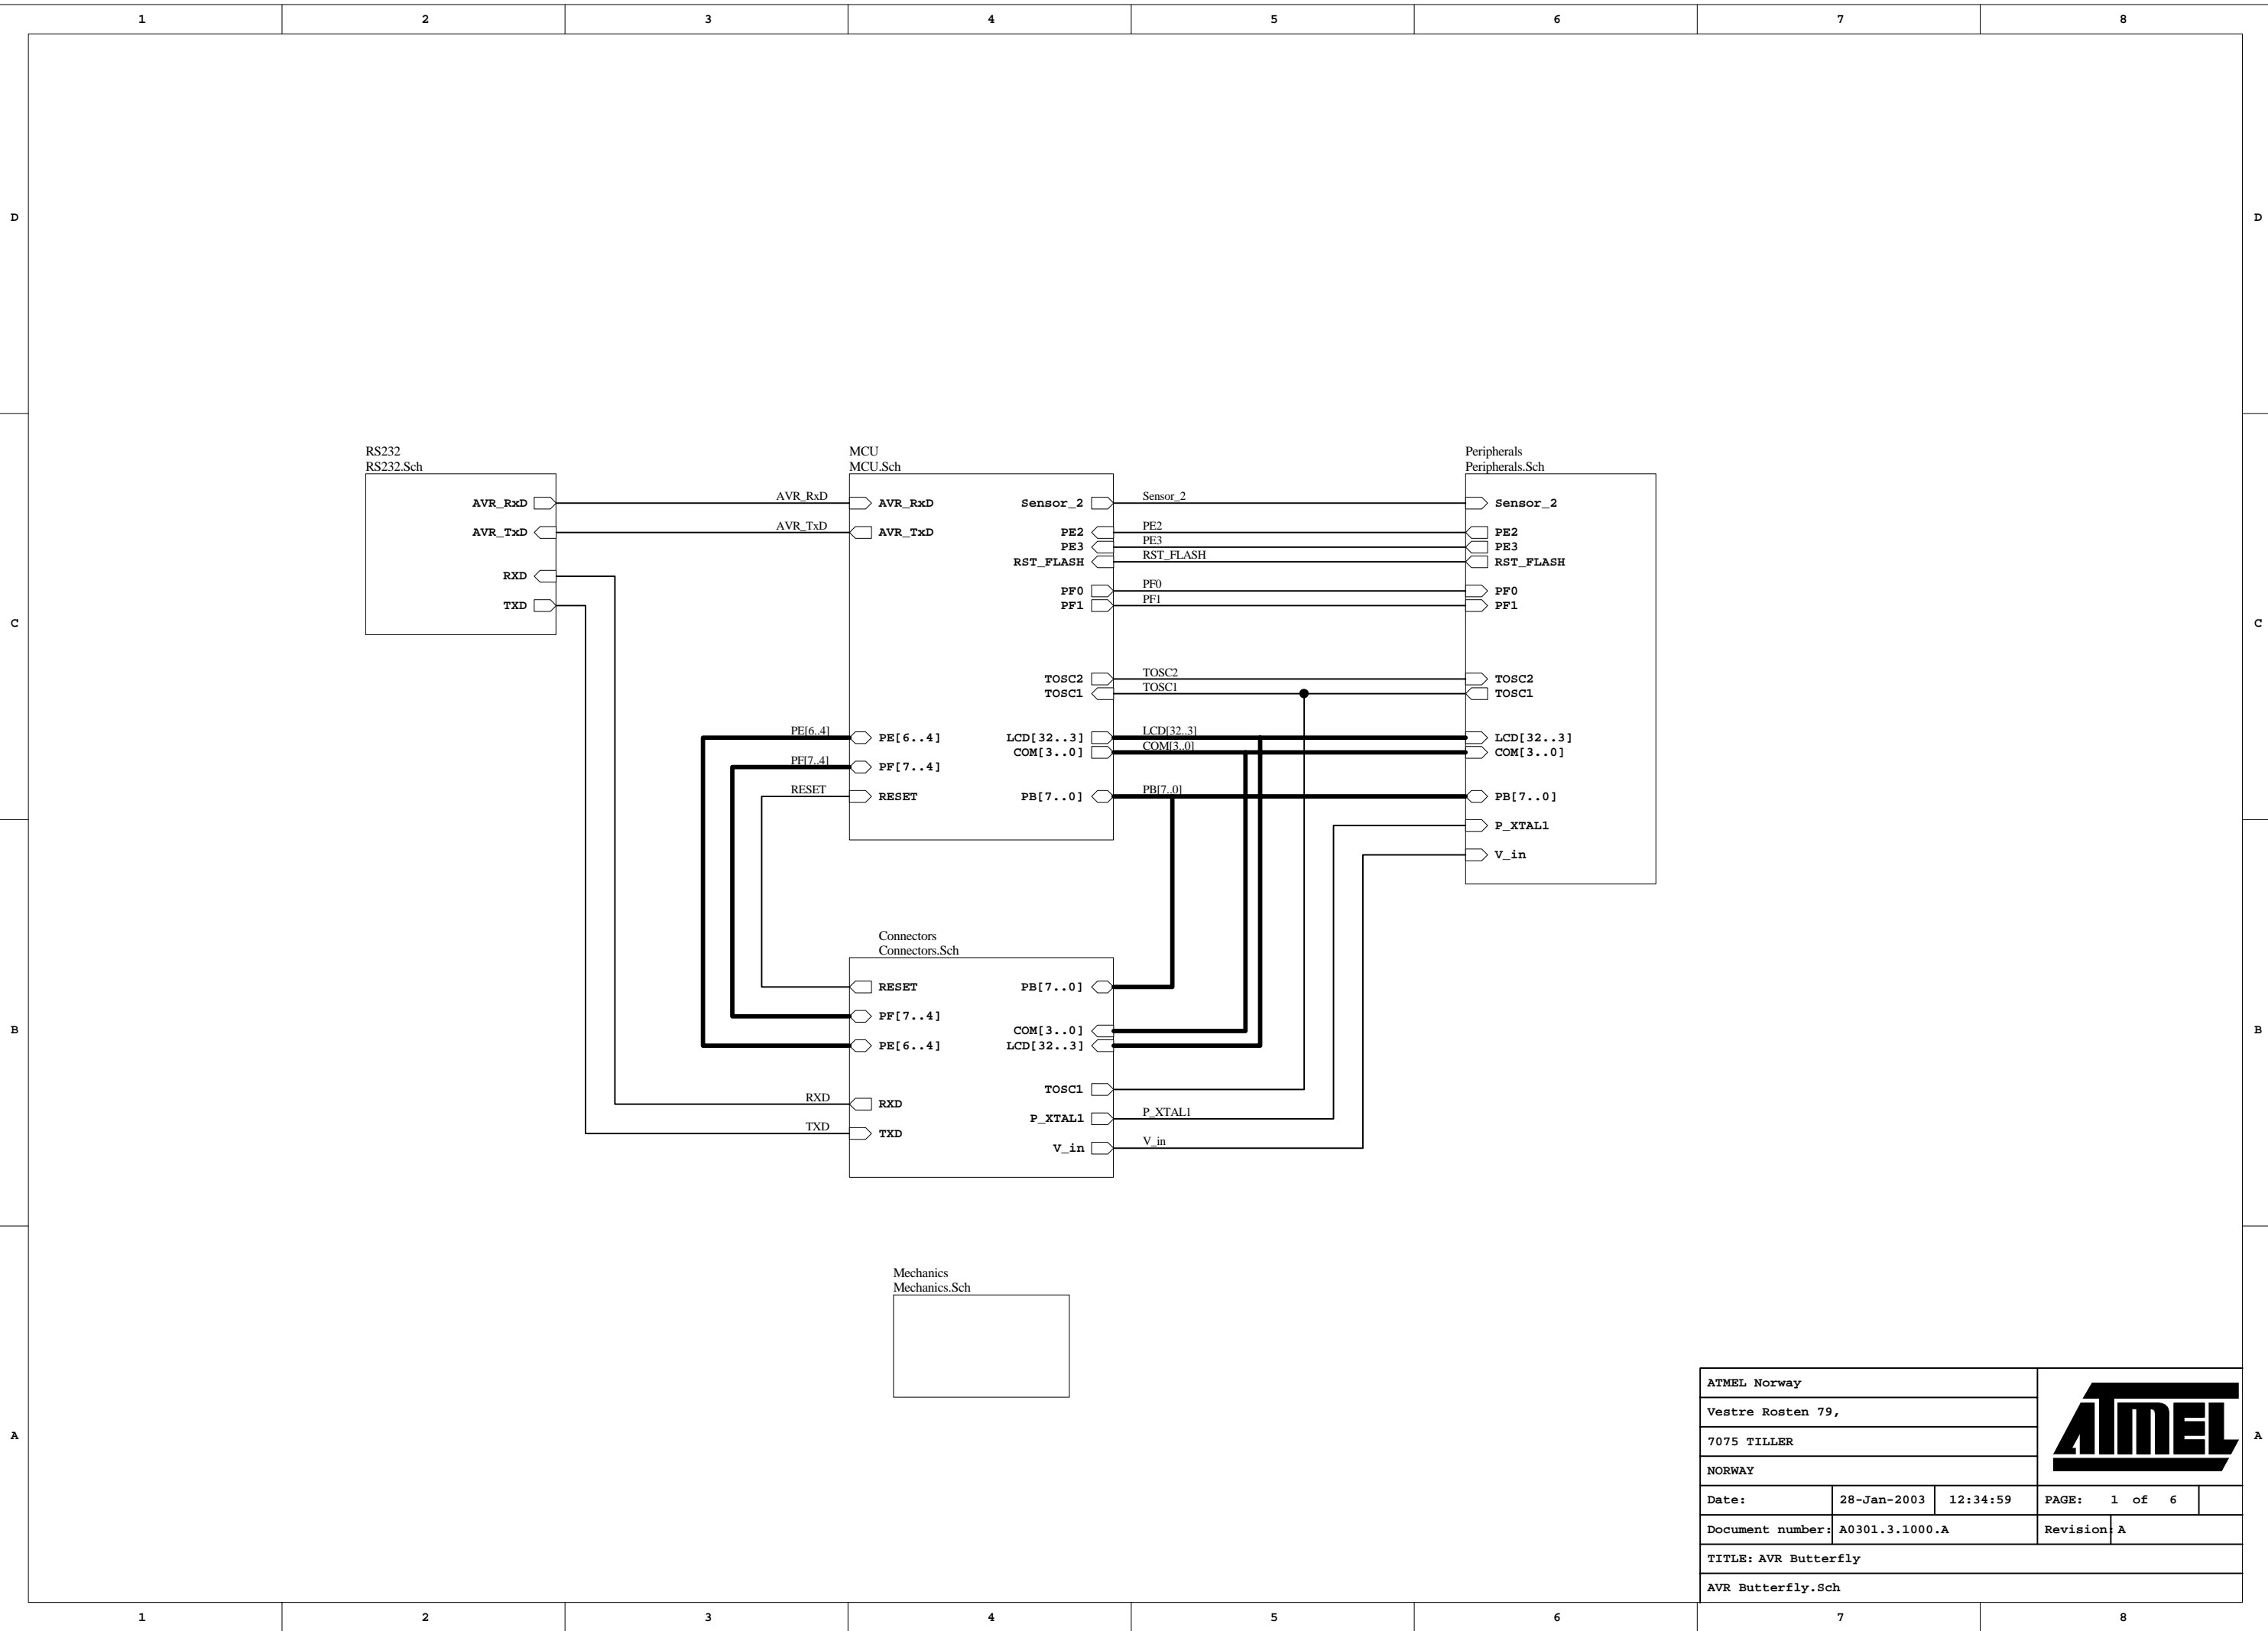 1 2 3 4 5 6 7 8
D D
RS232
RS232.Sch
AVR_RxD
AVR_TxD
RXD
TXD
AVR_RxD
AVR_TxD
MCU
MCU.Sch
AVR_RxD
AVR_TxD
PE[6..4]
PF[7..4]
RESET
Sensor_2
PE2
PE3
RST_FLASH
PF0
PF1
TOSC2
TOSC1
LCD[32..3]
COM[3..0]
PB[7..0]
PE[6..4]
PF[7..4]
RESET
Sensor_2
PE2
PE3
RST_FLASH
PF0
PF1
TOSC2
TOSC1
LCD[32..3]
COM[3..0]
PB[7..0]
Peripherals
Peripherals.Sch
Sensor_2
PE2
PE3
RST_FLASH
PF0
PF1
TOSC2
TOSC1
LCD[32..3]
COM[3..0]
PB[7..0]
P_XTAL1
V_in
C C
Connectors
Connectors.Sch
RESET
PF[7..4]
PE[6..4]
RXD
TXD
PB[7..0]
COM[3..0]
LCD[32..3]
TOSC1
P_XTAL1
V_in
RXD
TXD
P_XTAL1
V_in
B B
Mechanics
Mechanics.Sch
A A
ATMEL Norway
Vestre Rosten 79,
7075 TILLER
NORWAY
ATMEL
Date: 28-Jan-2003 12:34:59 PAGE: 1 of 6
Document number: A0301.3.1000.A Revision: A
TITLE: AVR Butterfly
AVR Butterfly.Sch
1 2 3 4 5 6 7 8